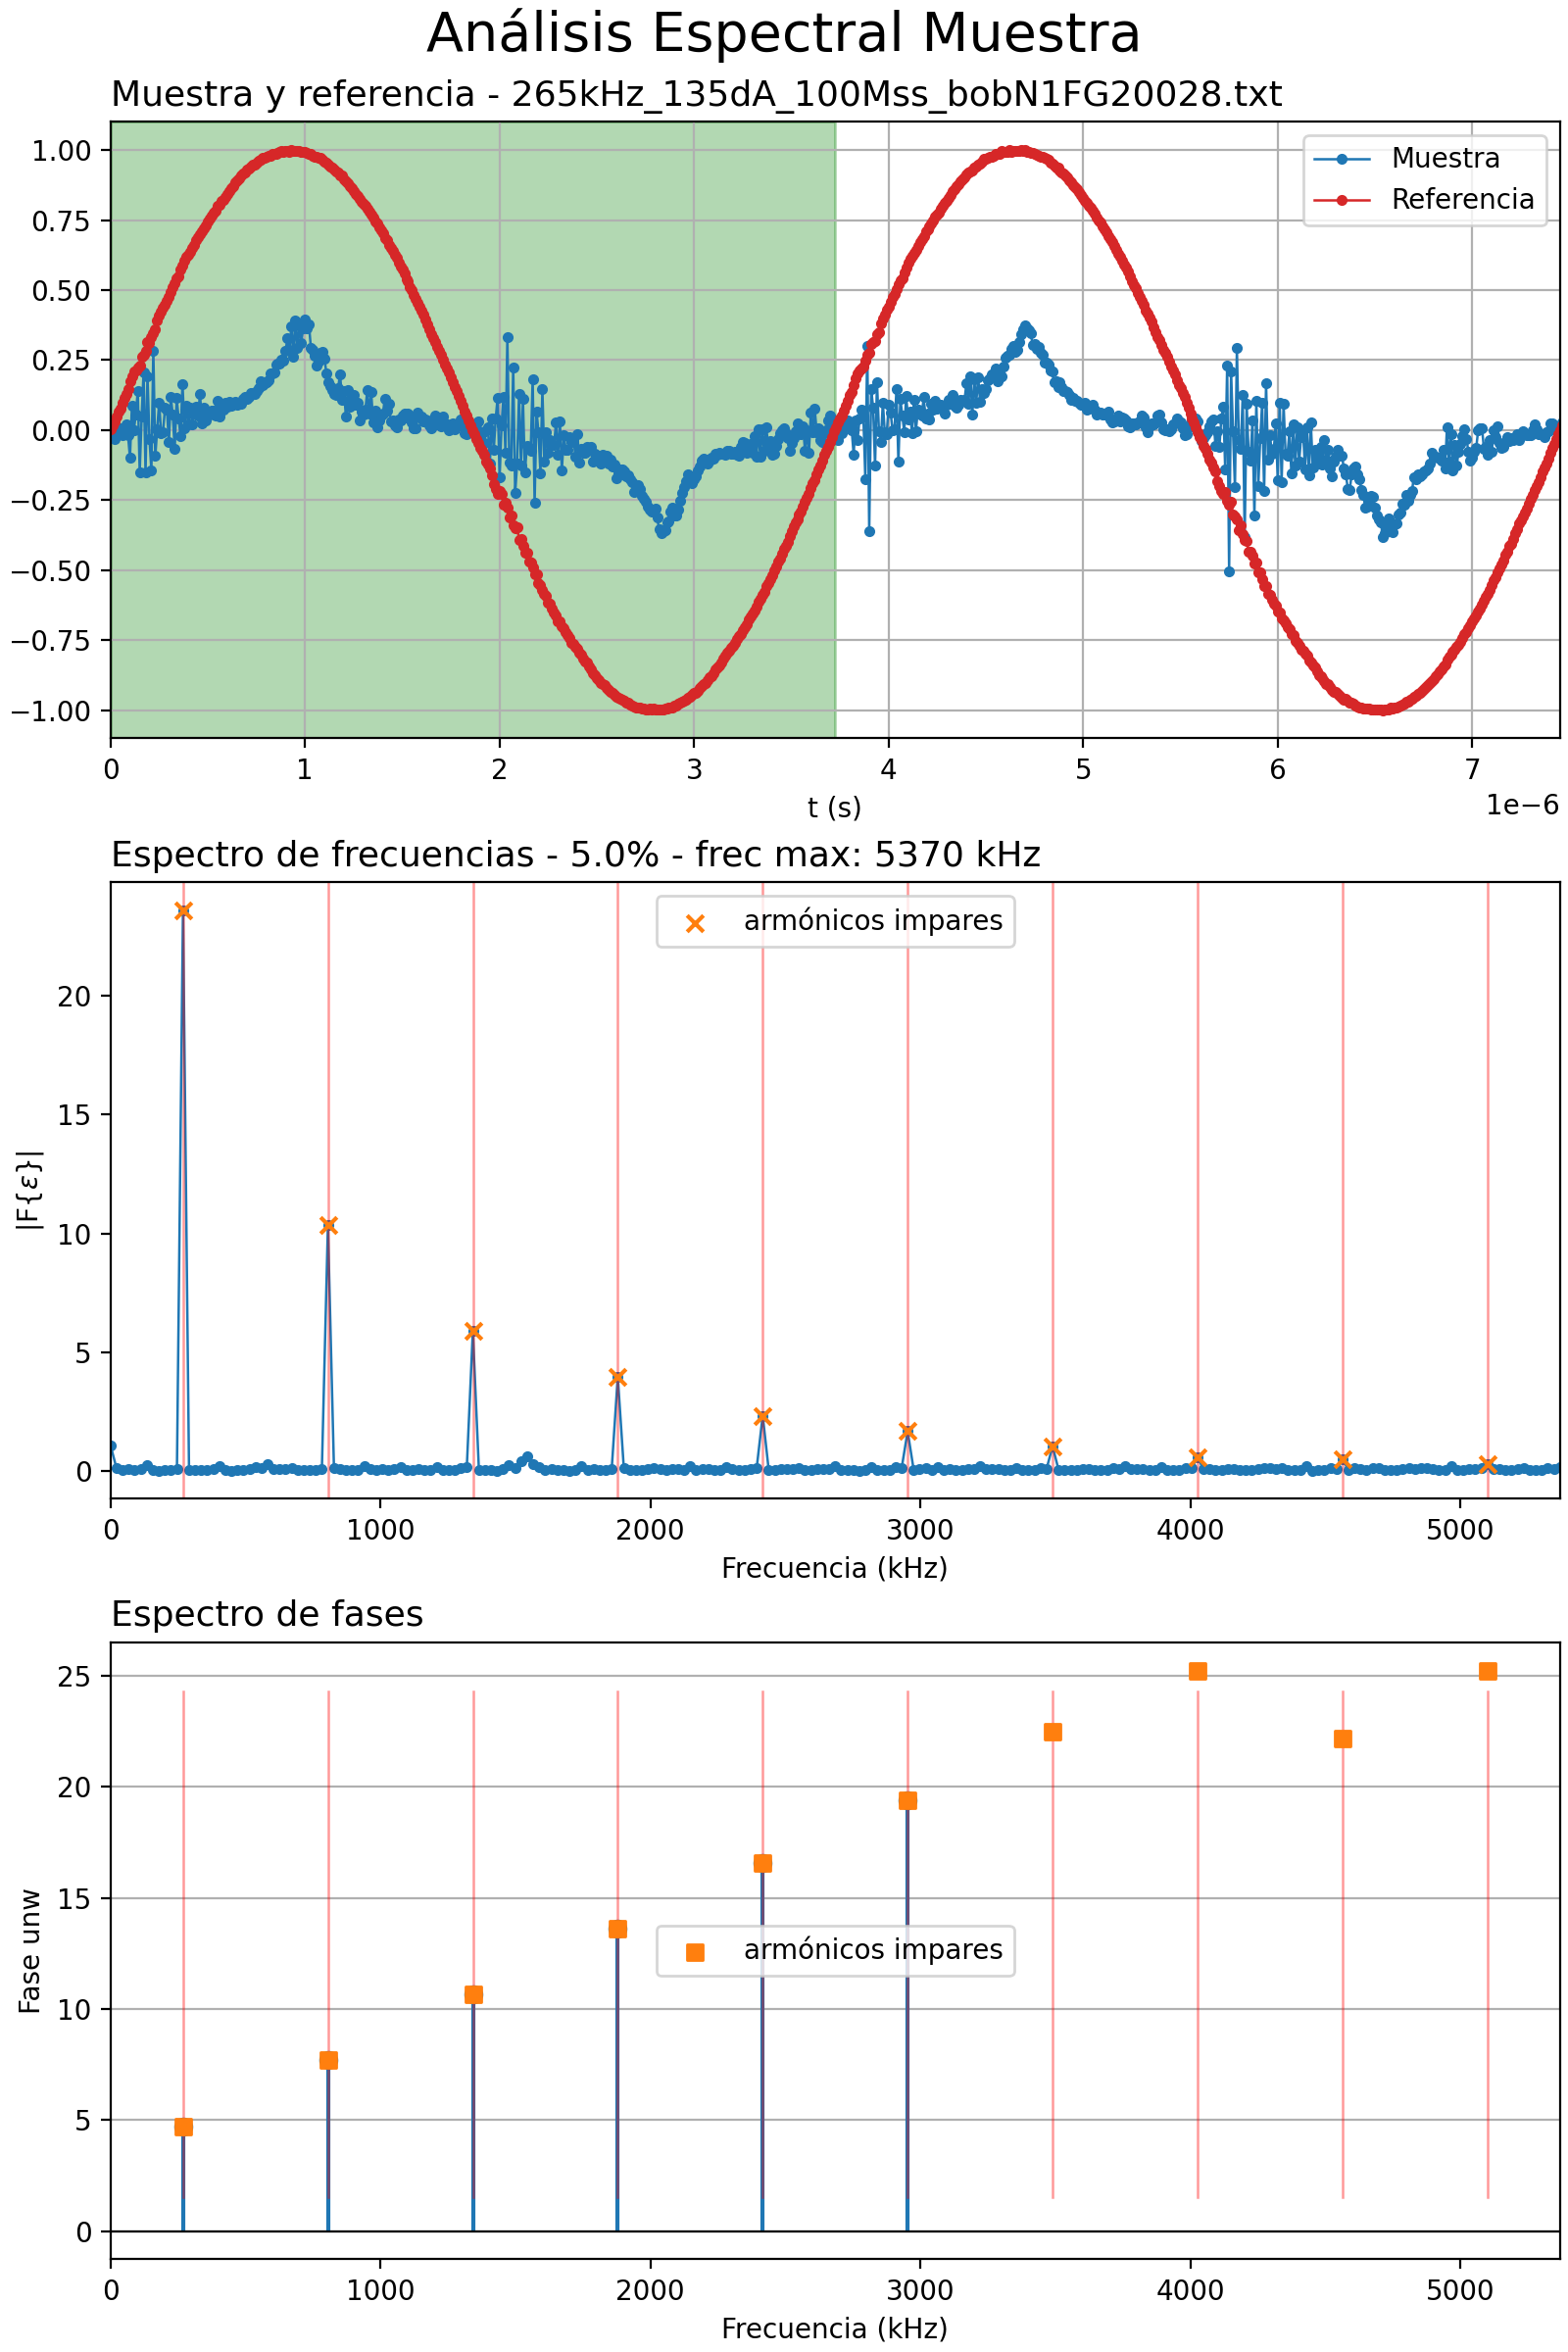 Análisis Espectral Muestra
Muestra y referencia - 265kHz_135dA_100Mss_bobN1FG20028.txt
1.00
0.75
0.50
0.25
0.00
−0.25
−0.50
−0.75
−1.00
Muestra
Referencia
0 1 2 3 4 5 6 7
t (s)
1e−6
Espectro de frecuencias - 5.0% - frec max: 5370 kHz
armónicos impares
20
15
10
5
0
|F{ε}|
0 1000 2000 3000 4000 5000
Frecuencia (kHz)
Espectro de fases
25
20
15
10
5
0
Fase unw
armónicos impares
0 1000 2000 3000 4000 5000
Frecuencia (kHz)